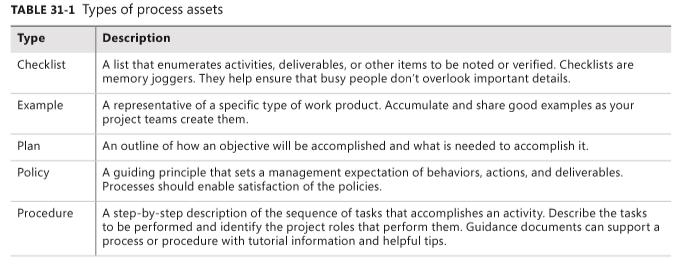 TABLE 31-1 Types of process assets
Type Description
Checklist A list that enumerates activities, deliverables, or other items to be noted or verified. Checklists are
memory joggers. They help ensure that busy people don’t overlook important details.
Example A representative of a specific type of work product. Accumulate and share good examples as your
project teams create them.
Plan An outline of how an objective will be accomplished and what is needed to accomplish it.
Policy A guiding principle that sets a management expectation of behaviors, actions, and deliverables.
Processes should enable satisfaction of the policies.
Procedure A step-by-step description of the sequence of tasks that accomplishes an activity. Describe the tasks
to be performed and identify the project roles that perform them. Guidance documents can support a
process or procedure with tutorial information and helpful tips.